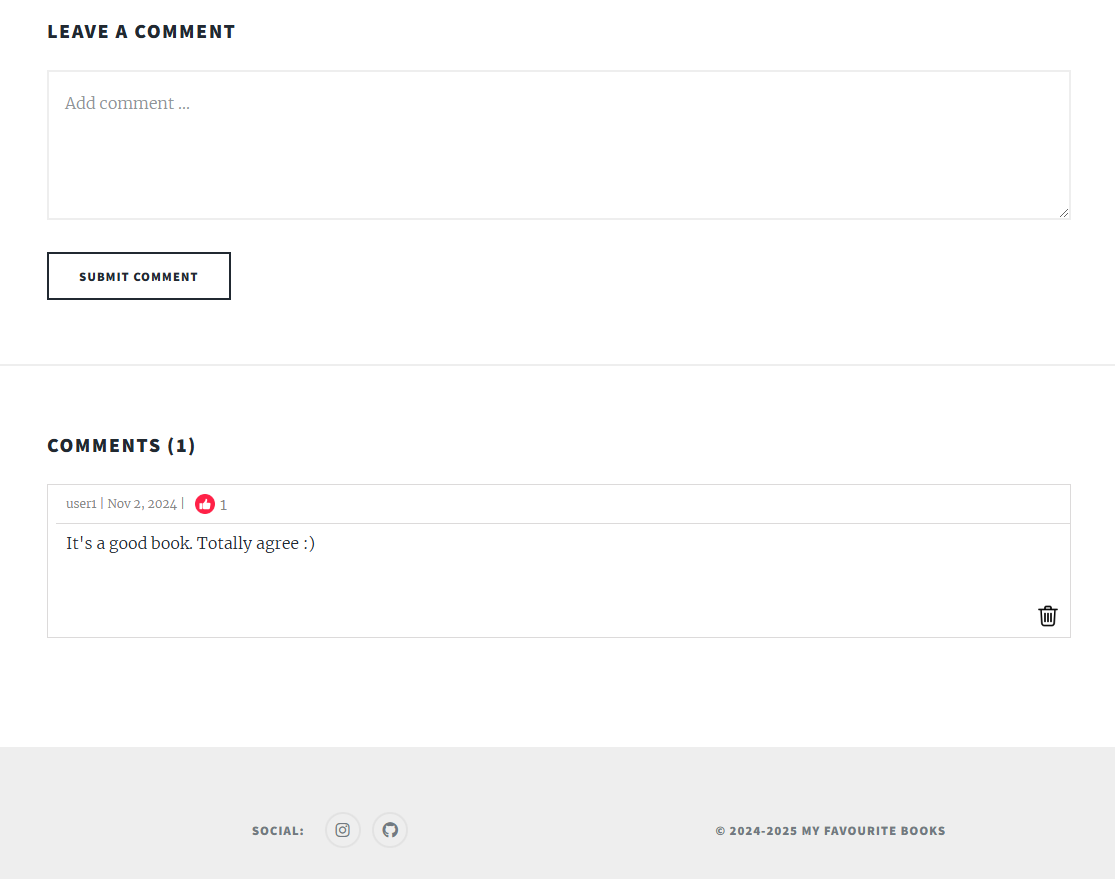 LEAVE A COMMENT
Add comment ...
SUBMIT COMMENT
COMMENTS (1)
user1 | Nov 2, 2024 | 1
It's a good book. Totally agree :)
SOCIAL: © 2024-2025 MY FAVOURITE BOOKS